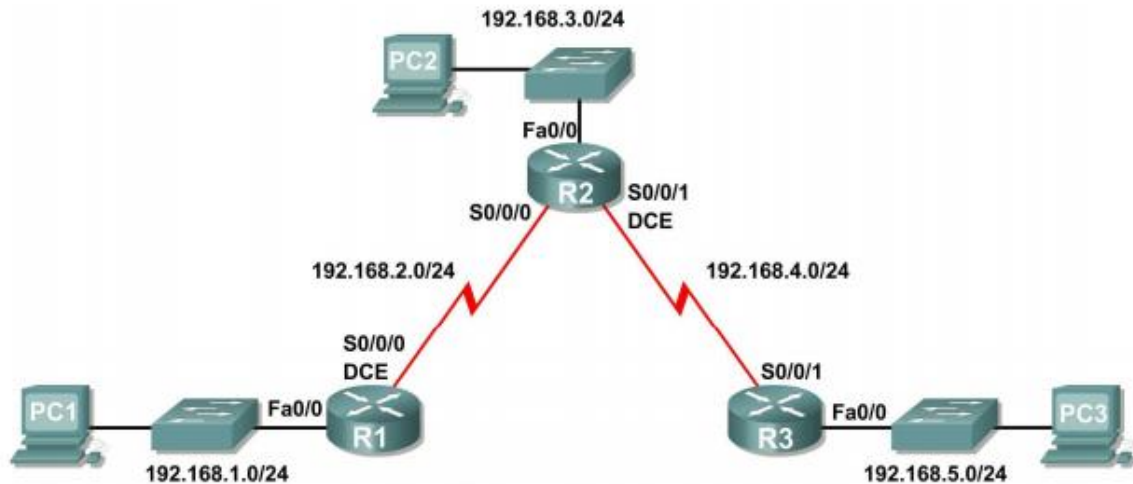 192.168.3.0/24
PC2
Fa0/0
R2
S0/0/0
S0/0/1
DCE
192.168.2.0/24
192.168.4.0/24
S0/0/0
DCE
S0/0/1
PC1
Fa0/0
R1
R3
Fa0/0
PC3
192.168.1.0/24
192.168.5.0/24